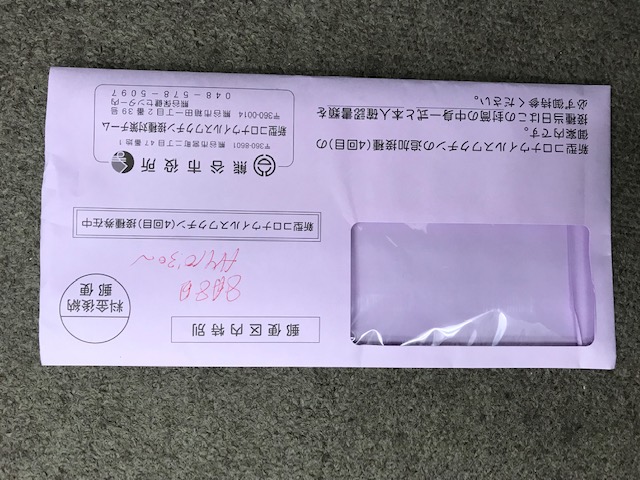 郵便区内特別
料金後納
郵便
8月8日
AM10:30~
新型コロナウイルスワクチン(4回目)接種券在中
新型コロナウイルスワクチンの追加接種(4回目)の
御案内です。
接種当日はこの封筒の中身一式と本人確認書類を
必ず御持参ください。
熊谷市役所
〒360-8601 熊谷市宮町二丁目47番地1
新型コロナウイルスワクチン接種対策チーム
〒360-0014 熊谷市箱田一丁目2番39号
熊谷保健センター内
048-578-5097